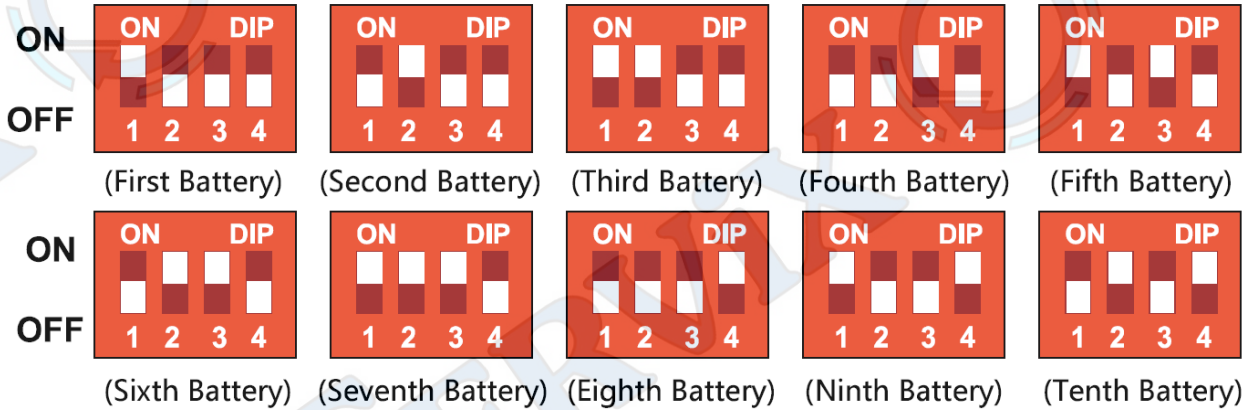 ON ON DIP ON DIP ON DIP ON DIP ON DIP
OFF 1 2 3 4 1 2 3 4 1 2 3 4 1 2 3 4 1 2 3 4
(First Battery) (Second Battery) (Third Battery) (Fourth Battery) (Fifth Battery)
ON ON DIP ON DIP ON DIP ON DIP ON DIP
OFF 1 2 3 4 1 2 3 4 1 2 3 4 1 2 3 4 1 2 3 4
(Sixth Battery) (Seventh Battery) (Eighth Battery) (Ninth Battery) (Tenth Battery)
SERVIX